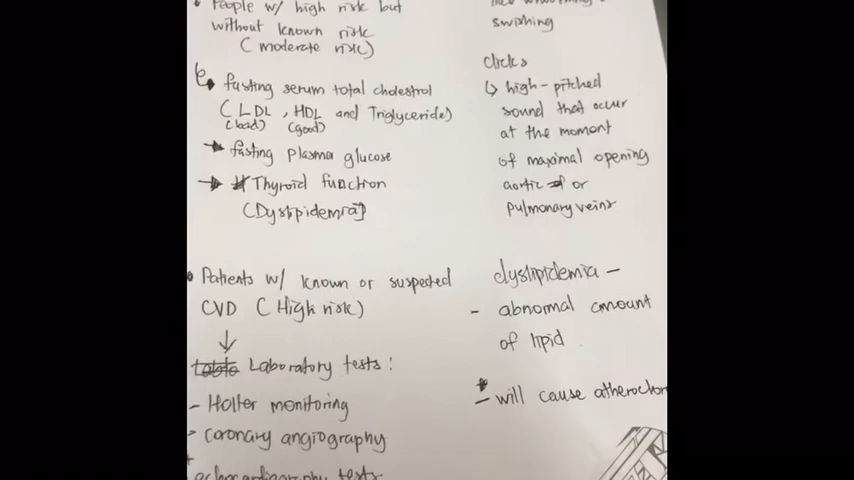 • People w/ high risk but
without known risk
( moderate risk)
fasting serum total cholestrol
( LDL , HDL and Triglyceride)
(bad) (good)
→ fasting plasma glucose
→ Thyroid function
(Dyslipidemia)
• Patients w/ known or suspected
CVD ( High risk)
↓
Laboratory tests :
- Holter monitoring
- coronary angiography
tests
swishing
clicks
↳ high-pitched
sound that occur
at the moment
of maximal opening
aortic or
pulmonary veins
dyslipidemia -
- abnormal amount
of lipid
- will cause